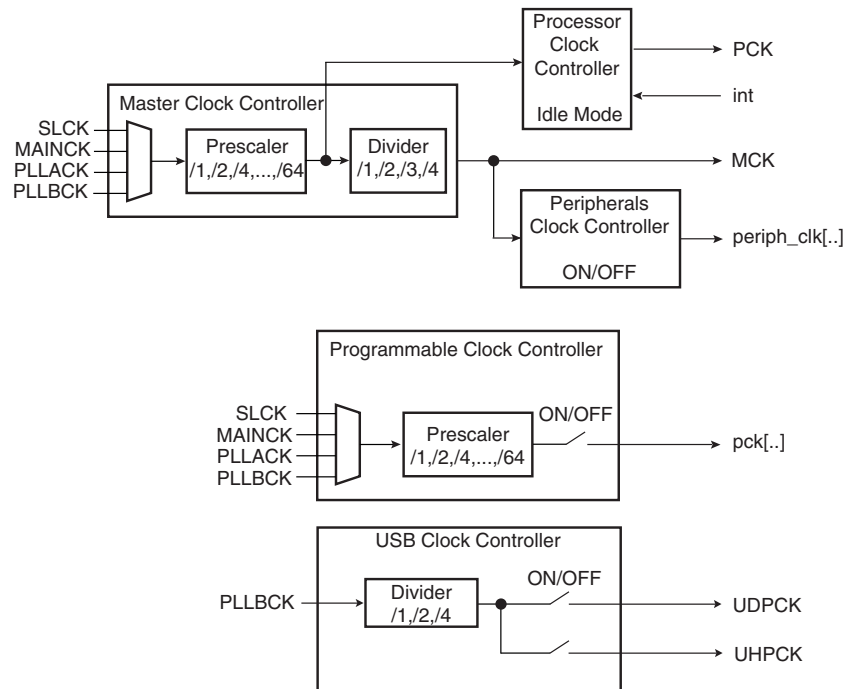 Processor
Clock
Controller
Idle Mode
PCK
int
Master Clock Controller
SLCK
MAINCK
PLLACK
PLLBCK
Prescaler
/1,/2,/4,...,/64
Divider
/1,/2,/3,/4
MCK
Peripherals
Clock Controller
ON/OFF
periph_clk[..]
Programmable Clock Controller
SLCK
MAINCK
PLLACK
PLLBCK
Prescaler
/1,/2,/4,...,/64
ON/OFF
pck[..]
USB Clock Controller
PLLBCK
Divider
/1,/2,/4
ON/OFF
UDPCK
UHPCK